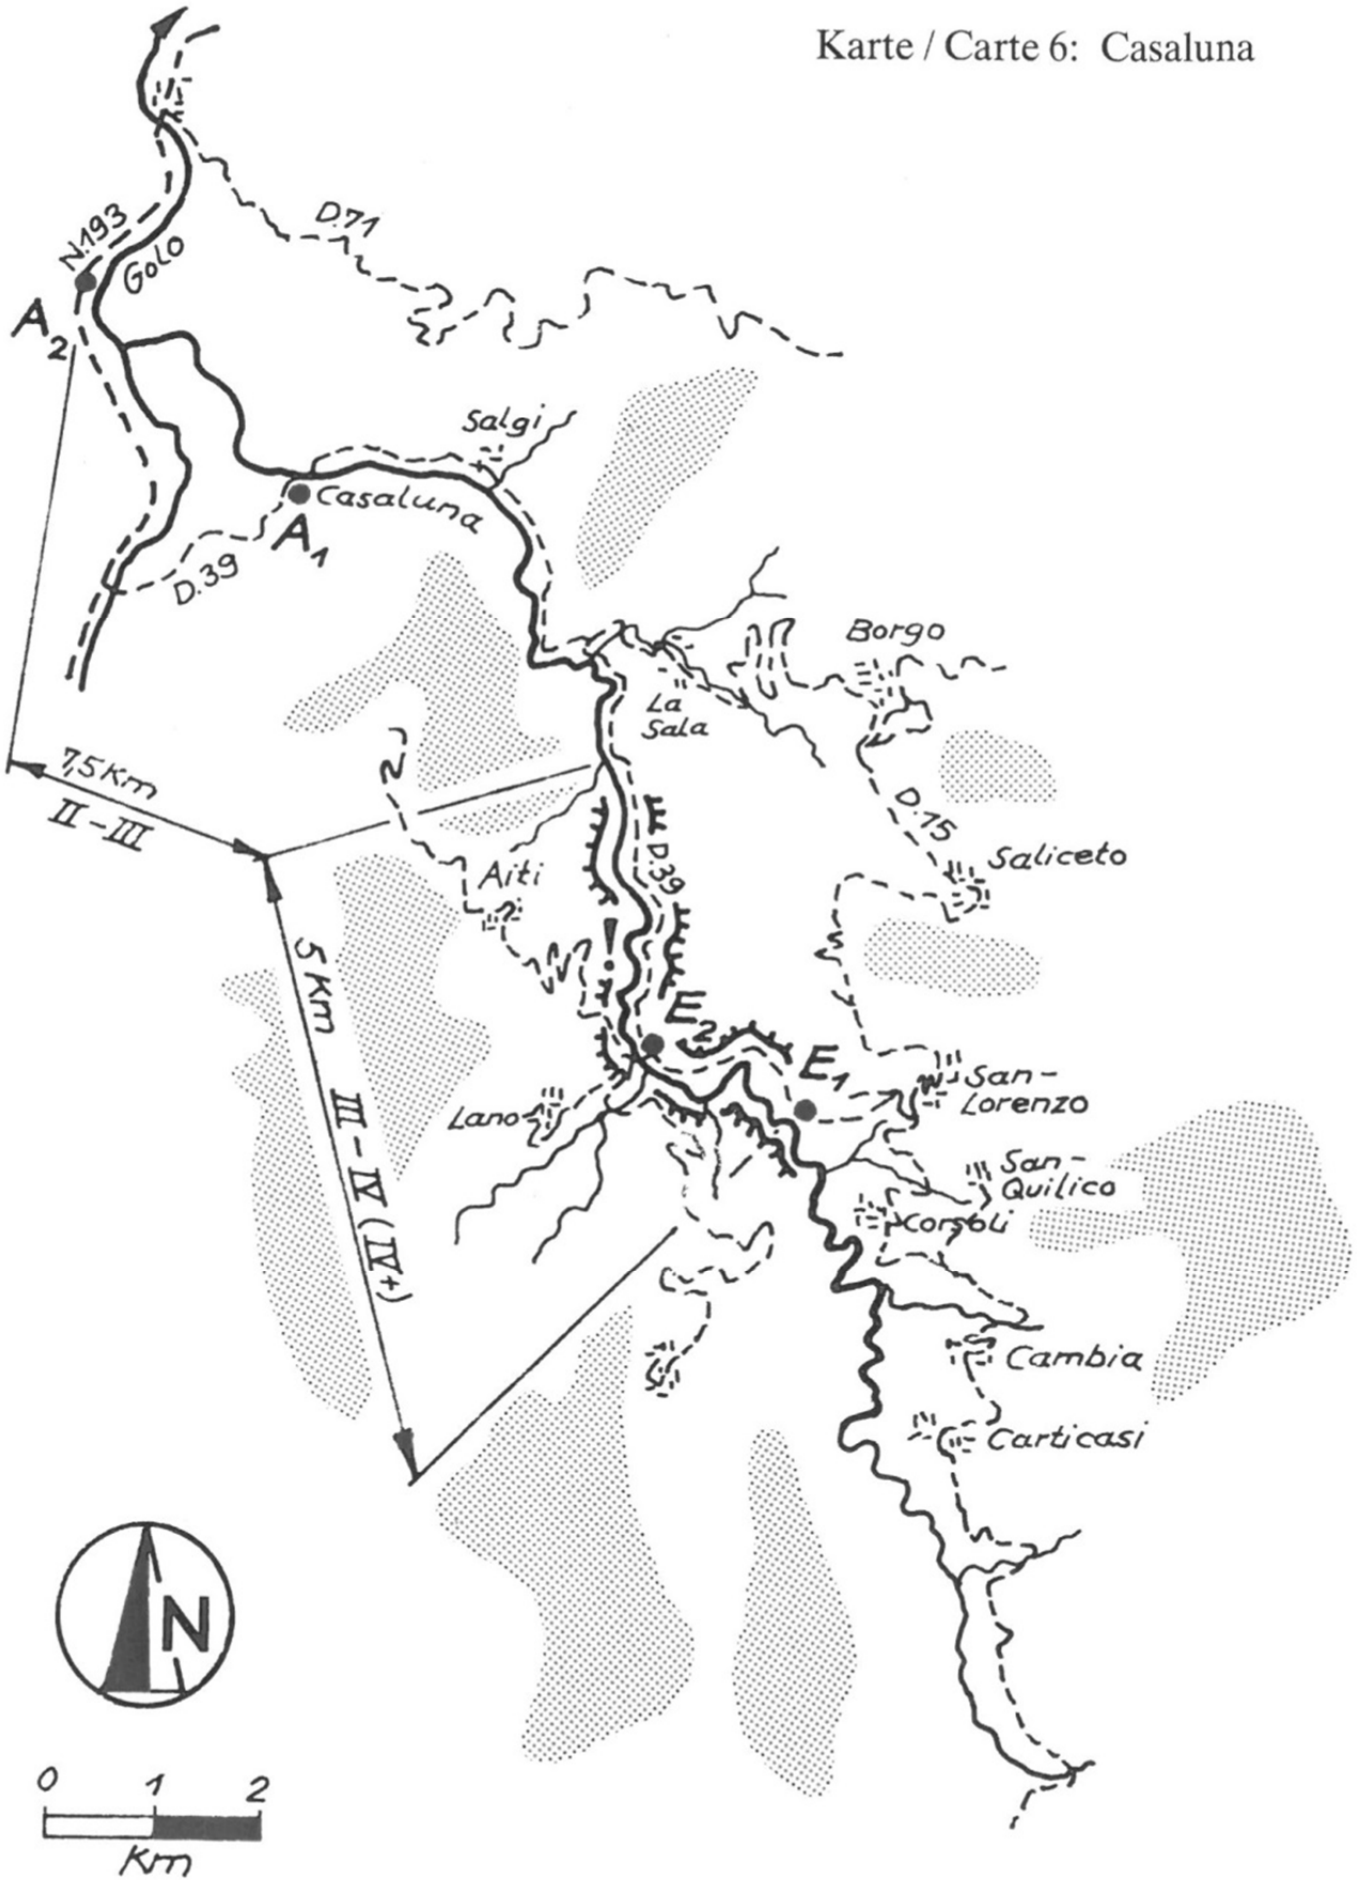 Karte / Carte 6: Casaluna
D.71
N.193
Golo
A2
Salgi
Casaluna
A1
D.39
Borgo
La
Sala
7,5 Km
II-III
D.15
Saliceto
Aiti
D.39
!
5 Km
III-IV (IV+)
E2
E1
San-
Lorenzo
Lano
San-
Quilico
Corsoli
Cambia
Carticasi
N
0 1 2
Km